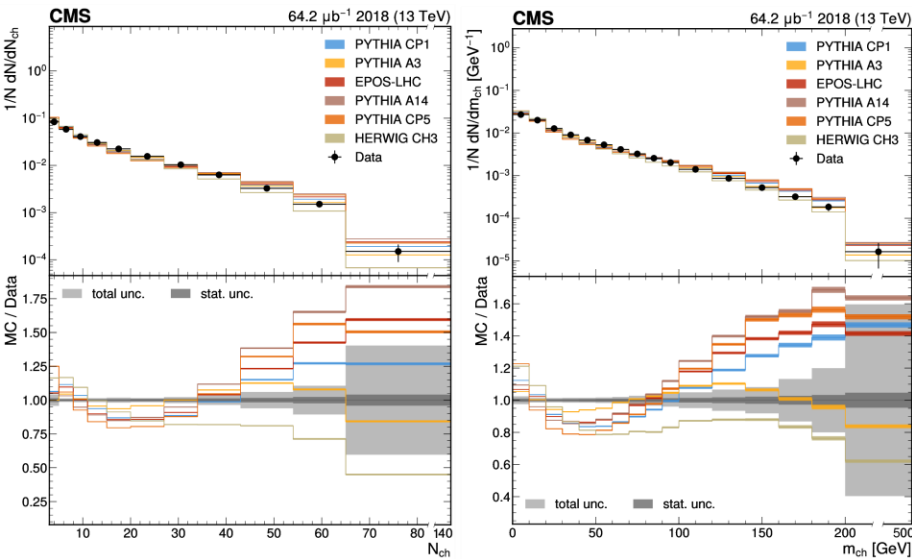 CMS 64.2 μb⁻¹ 2018 (13 TeV)
1/N dN/dN_ch
10⁰
10⁻¹
10⁻²
10⁻³
10⁻⁴
PYTHIA CP1
PYTHIA A3
EPOS-LHC
PYTHIA A14
PYTHIA CP5
HERWIG CH3
Data
MC / Data
1.75
1.50
1.25
1.00
0.75
0.50
0.25
total unc. stat. unc.
10 20 30 40 50 60 70 80 140
N_ch
CMS 64.2 μb⁻¹ 2018 (13 TeV)
1/N dN/dm_ch [GeV⁻¹]
10⁰
10⁻¹
10⁻²
10⁻³
10⁻⁴
10⁻⁵
PYTHIA CP1
PYTHIA A3
EPOS-LHC
PYTHIA A14
PYTHIA CP5
HERWIG CH3
Data
MC / Data
1.6
1.4
1.2
1.0
0.8
0.6
0.4
total unc. stat. unc.
0 50 100 150 200 500
m_ch [GeV]